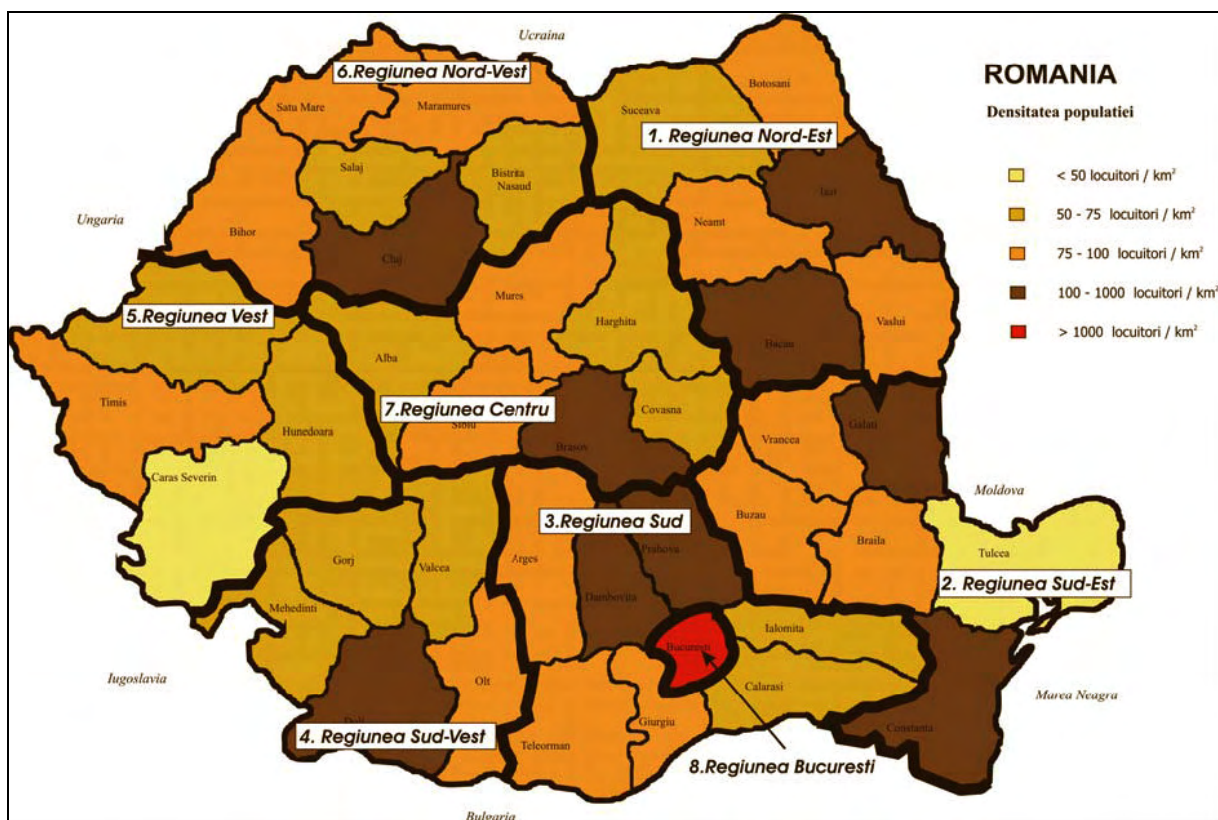 Ucraina
ROMANIA
Densitatea populatiei
< 50 locuitori / km²
50 - 75 locuitori / km²
75 - 100 locuitori / km²
100 - 1000 locuitori / km²
> 1000 locuitori / km²
6.Regiunea Nord-Vest
Satu Mare
Maramures
Suceava
Botosani
1. Regiunea Nord-Est
Salaj
Bistrita
Nasaud
Iasi
Ungaria
Bihor
Cluj
Neamt
Mures
5.Regiunea Vest
Harghita
Bacau
Vaslui
Alba
Timis
7.Regiunea Centru
Sibiu
Covasna
Hunedoara
Brasov
Vrancea
Galati
Caras Severin
Moldova
3.Regiunea Sud
Buzau
Braila
Prahova
Arges
Gorj
Valcea
Tulcea
2. Regiunea Sud-Est
Dambovita
Mehedinti
Ialomita
Bucuresti
Iugoslavia
Olt
Calarasi
Marea Neagra
4. Regiunea Sud-Vest
Giurgiu
Constanta
Teleorman
8.Regiunea Bucuresti
Bulgaria